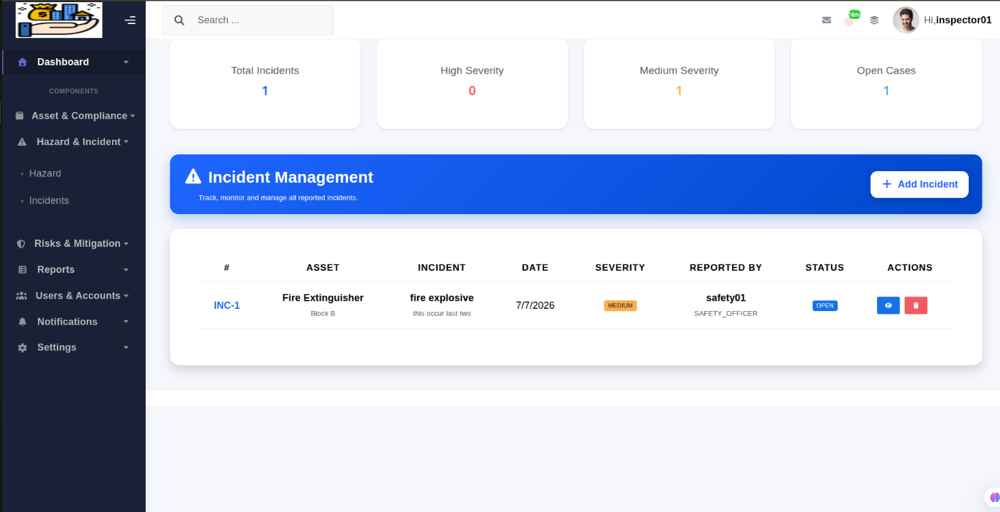 Search ...
New
Hi,inspector01
Dashboard
COMPONENTS
Asset & Compliance
Hazard & Incident
Hazard
Incidents
Risks & Mitigation
Reports
Users & Accounts
Notifications
Settings
Total Incidents
1
High Severity
0
Medium Severity
1
Open Cases
1
Incident Management
Track, monitor and manage all reported incidents.
+ Add Incident
# ASSET INCIDENT DATE SEVERITY REPORTED BY STATUS ACTIONS
INC-1 Fire Extinguisher fire explosive 7/7/2026 MEDIUM safety01 OPEN
Block B this occur last two SAFETY_OFFICER